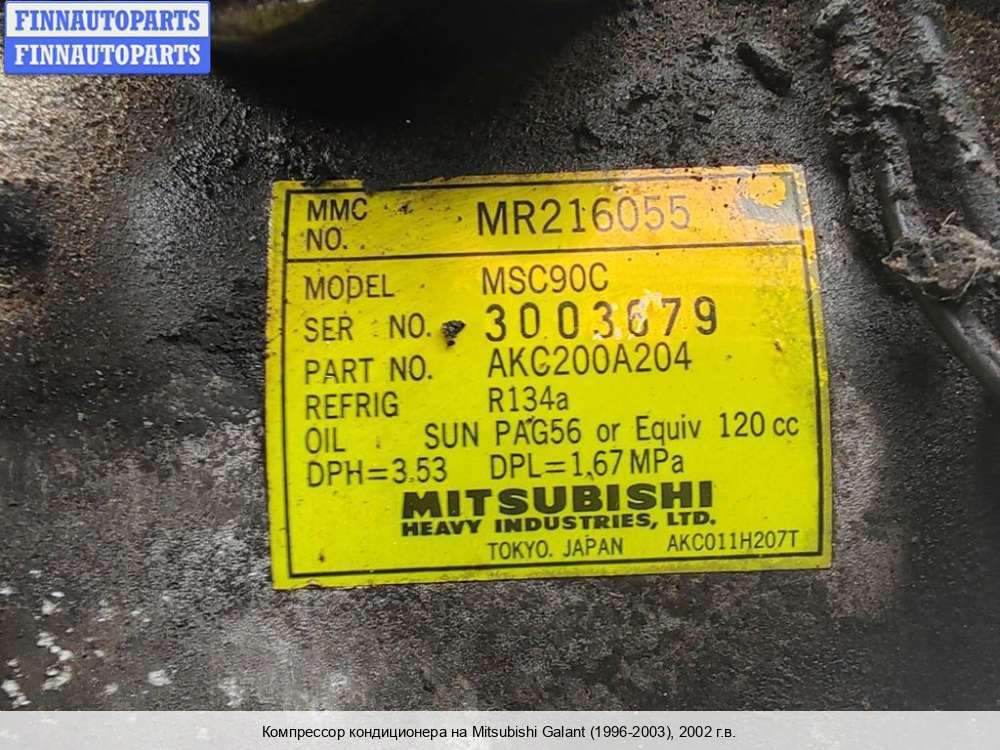 FINNAUTOPARTS
FINNAUTOPARTS
MMC NO. MR216055
MODEL MSC90C
SER NO. 3003679
PART NO. AKC200A204
REFRIG R134a
OIL SUN PAG56 or Equiv 120 cc
DPH=3.53 DPL=1.67 MPa
MITSUBISHI
HEAVY INDUSTRIES, LTD.
TOKYO. JAPAN AKC011H207T
Компрессор кондиционера на Mitsubishi Galant (1996-2003), 2002 г.в.